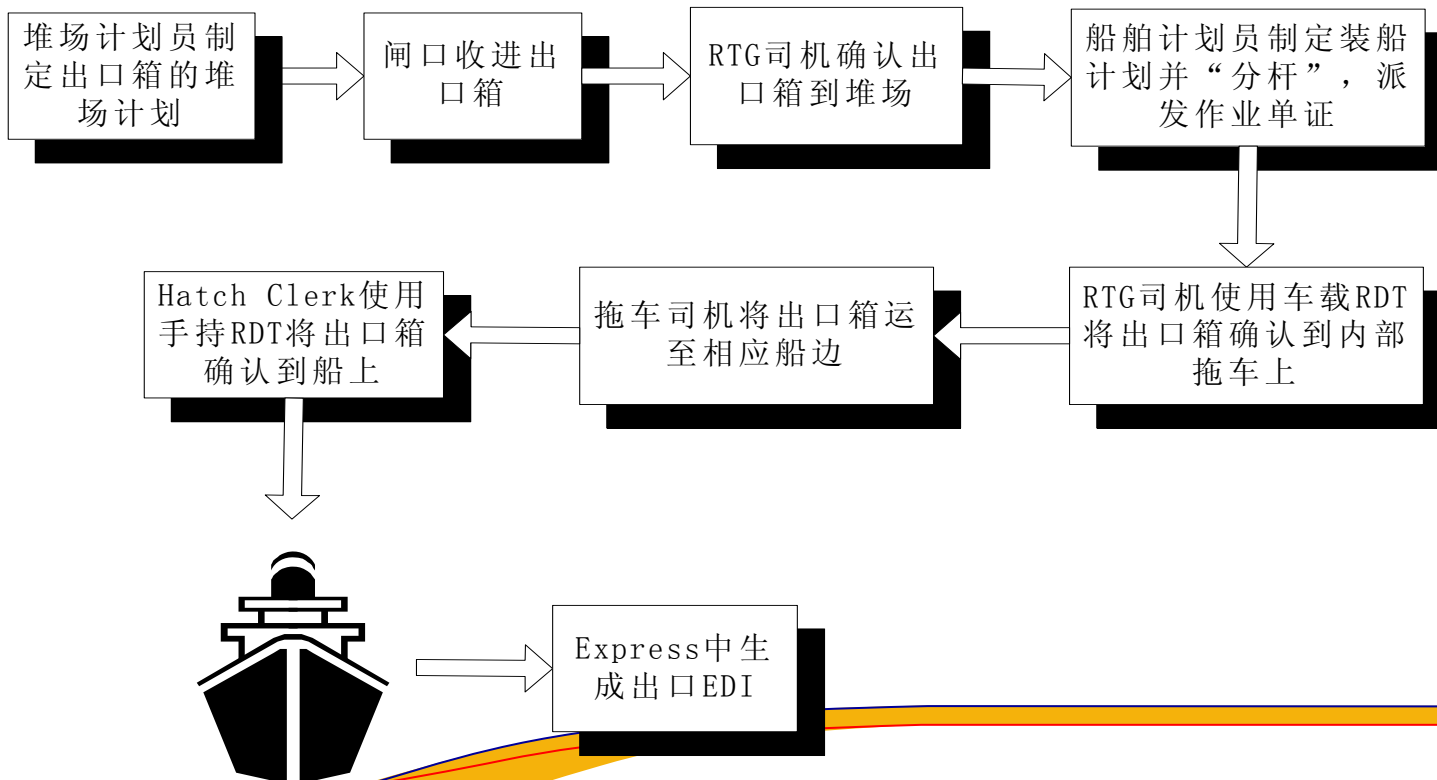 堆场计划员制
定出口箱的堆
场计划
闸口收进出
口箱
RTG司机确认出
口箱到堆场
船舶计划员制定装船
计划并“分杆”，派
发作业单证
RTG司机使用车载RDT
将出口箱确认到内部
拖车上
拖车司机将出口箱运
至相应船边
Hatch Clerk使用
手持RDT将出口箱
确认到船上
Express中生
成出口EDI